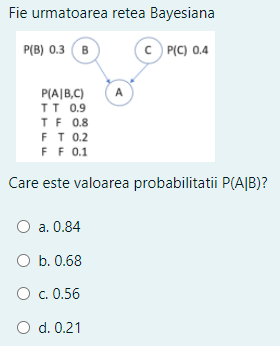 Fie urmatoarea retea Bayesiana
P(B) 0.3 B C P(C) 0.4
P(A|B,C) A
T T 0.9
T F 0.8
F T 0.2
F F 0.1
Care este valoarea probabilitatii P(A|B)?
a. 0.84
b. 0.68
c. 0.56
d. 0.21